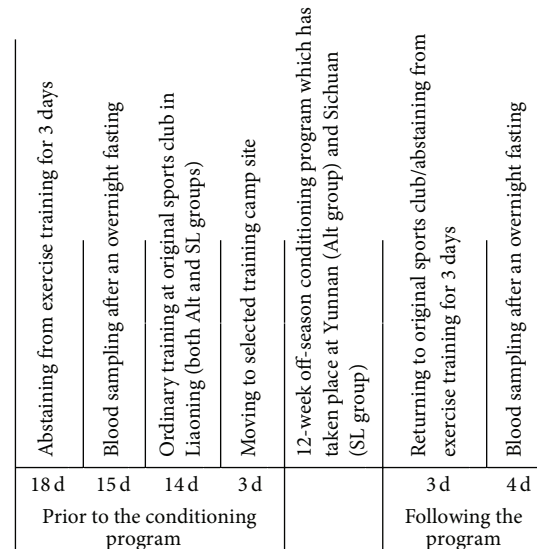 Abstaining from exercise training for 3 days
Blood sampling after an overnight fasting
Ordinary training at original sports club in
Liaoning (both Alt and SL groups)
Moving to selected training camp site
12-week off-season conditioning program which has
taken place at Yunnan (Alt group) and Sichuan
(SL group)
Returning to original sports club/abstaining from
exercise training for 3 days
Blood sampling after an overnight fasting
18 d 15 d 14 d 3 d 3 d 4 d
Prior to the conditioning
program
Following the
program